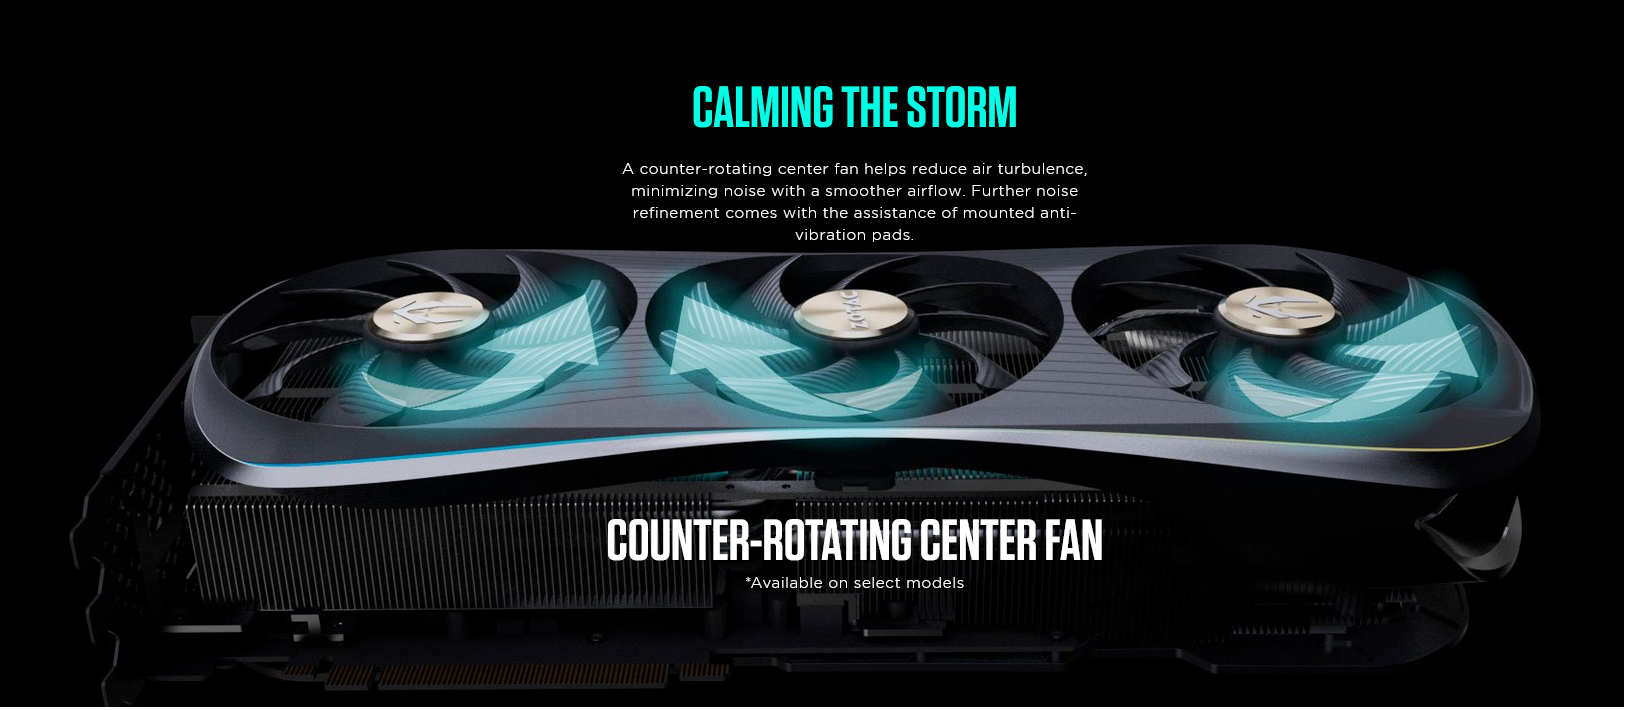 CALMING THE STORM
A counter-rotating center fan helps reduce air turbulence,
minimizing noise with a smoother airflow. Further noise
refinement comes with the assistance of mounted anti-
vibration pads.
ZOTAC
COUNTER-ROTATING CENTER FAN
*Available on select models